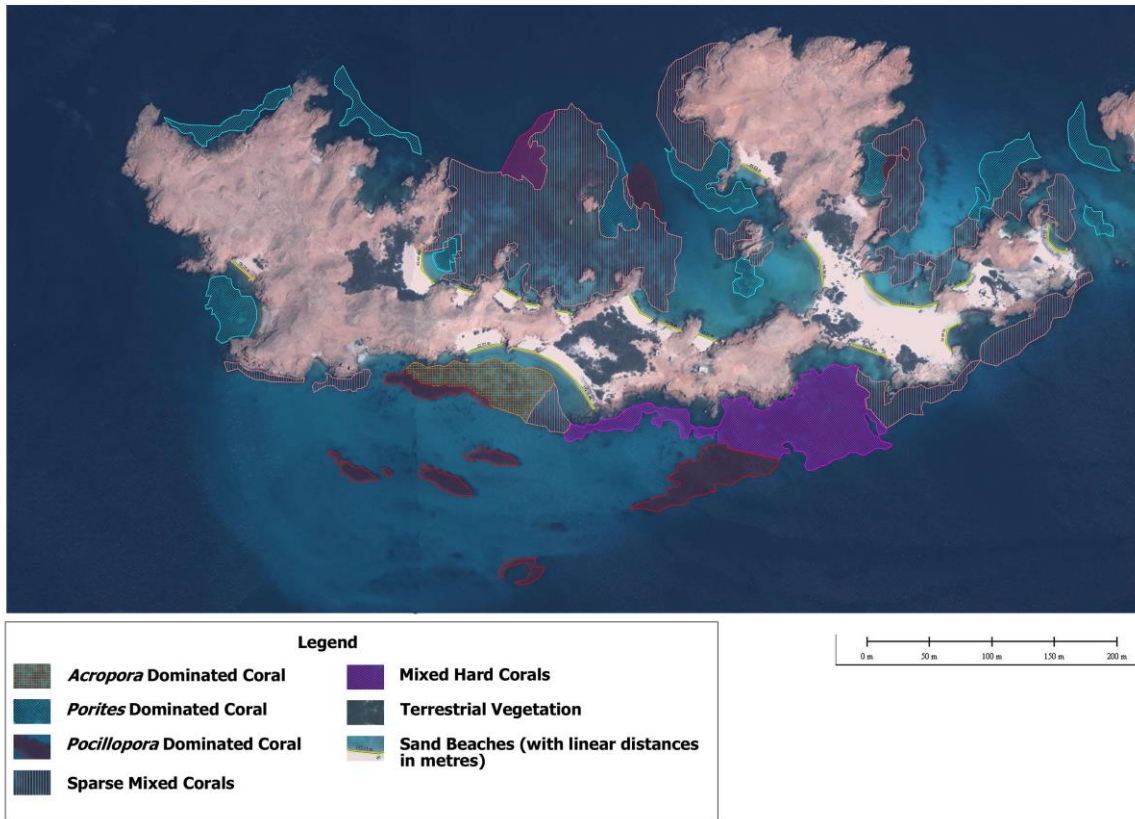 Legend
Acropora Dominated Coral
Porites Dominated Coral
Pocillopora Dominated Coral
Sparse Mixed Corals
Mixed Hard Corals
Terrestrial Vegetation
Sand Beaches (with linear distances
in metres)
0 m 50 m 100 m 150 m 200 m